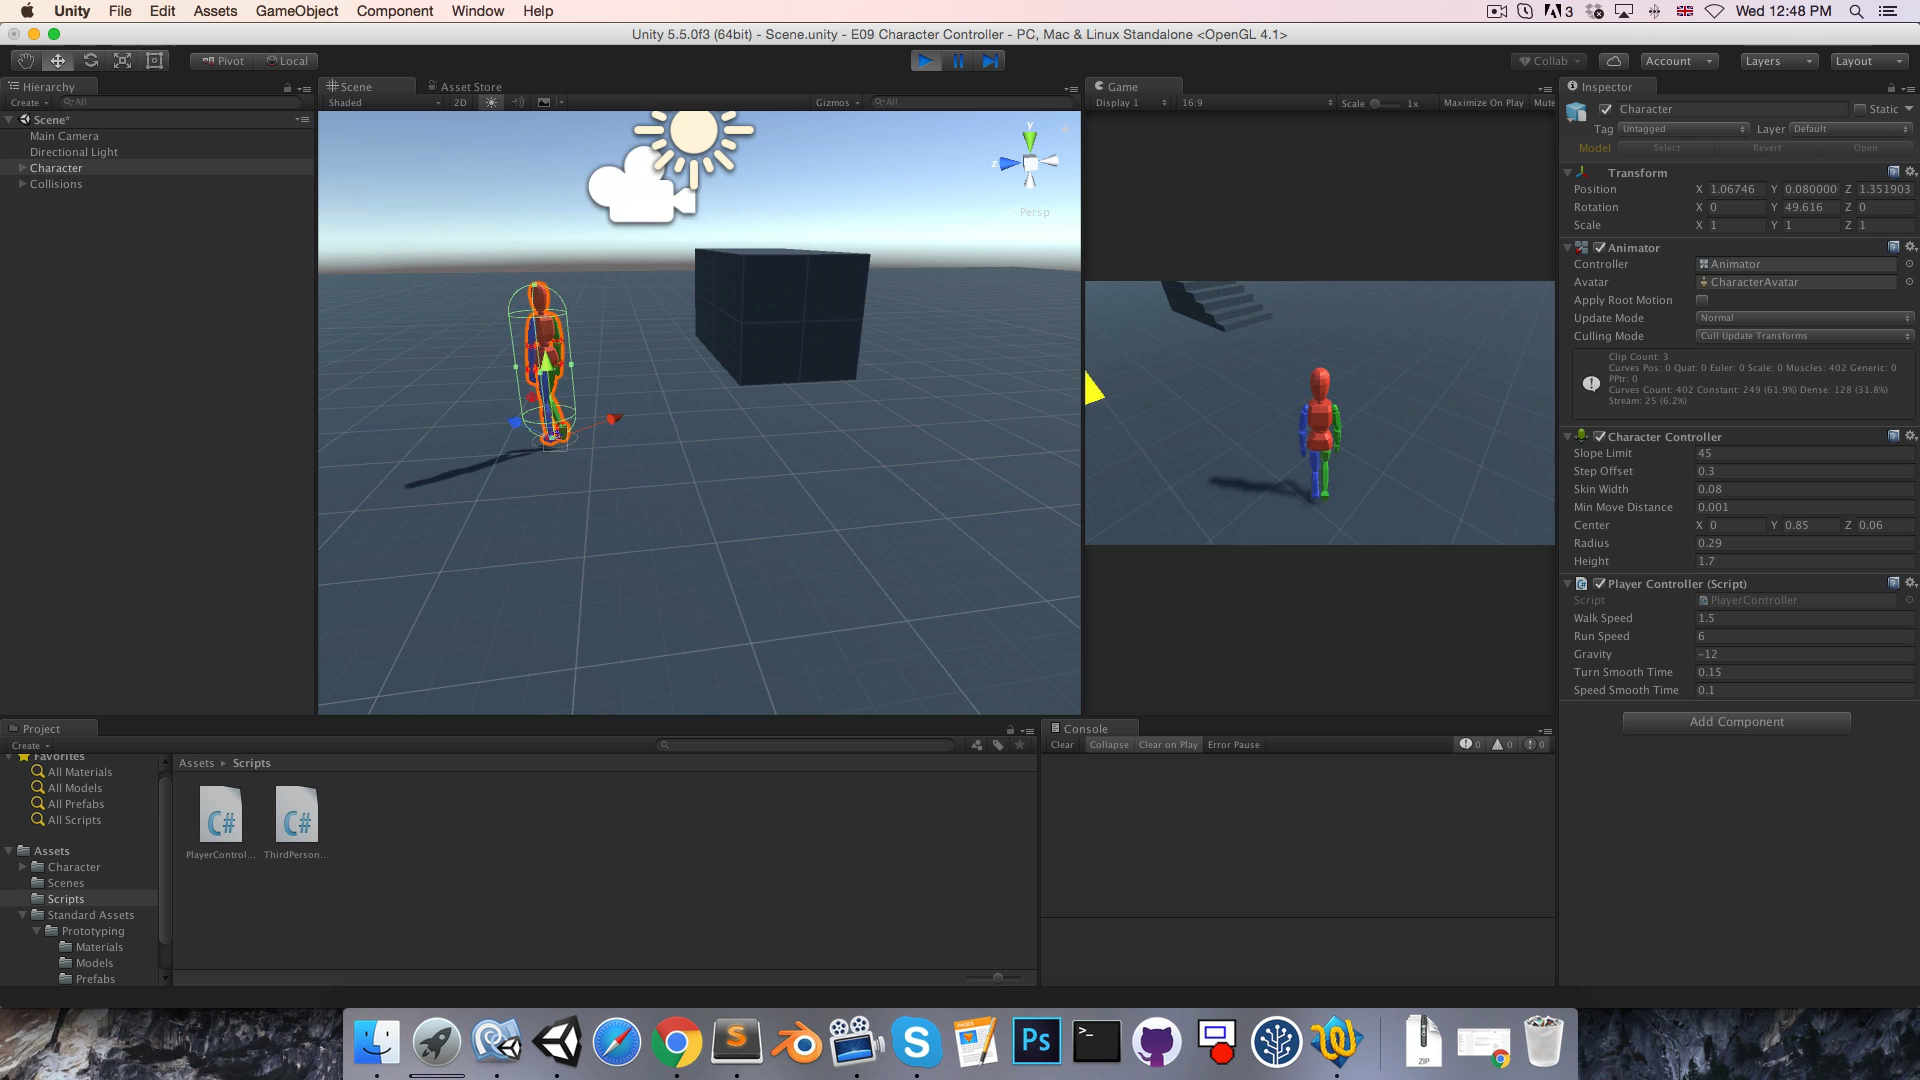 Unity File Edit Assets GameObject Component Window Help
3 Wed 12:48 PM
Unity 5.5.0f3 (64bit) - Scene.unity - E09 Character Controller - PC, Mac & Linux Standalone <OpenGL 4.1>
Pivot Local Collab Account Layers Layout
Hierarchy
Create All
Scene*
Main Camera
Directional Light
Character
Collisions
Scene Asset Store
Shaded 2D Gizmos All
y
z
Persp
Game
Display 1 16:9 Scale 1x Maximize On Play Mute
Inspector
Character Static
Tag Untagged Layer Default
Model Select Revert Open
Transform
Position X 1.06746 Y 0.080000 Z 1.351903
Rotation X 0 Y 49.616 Z 0
Scale X 1 Y 1 Z 1
Animator
Controller Animator
Avatar CharacterAvatar
Apply Root Motion
Update Mode Normal
Culling Mode Cull Update Transforms
Clip Count: 3
Curves Pos: 0 Quat: 0 Euler: 0 Scale: 0 Muscles: 402 Generic: 0
PPtr: 0
Curves Count: 402 Constant: 249 (61.9%) Dense: 128 (31.8%)
Stream: 25 (6.2%)
Character Controller
Slope Limit 45
Step Offset 0.3
Skin Width 0.08
Min Move Distance 0.001
Center X 0 Y 0.85 Z 0.06
Radius 0.29
Height 1.7
Player Controller (Script)
Script PlayerController
Walk Speed 1.5
Run Speed 6
Gravity -12
Turn Smooth Time 0.15
Speed Smooth Time 0.1
Add Component
Project
Create
Favorites
All Materials
All Models
All Prefabs
All Scripts
Assets
Character
Scenes
Scripts
Standard Assets
Prototyping
Materials
Models
Prefabs
Assets ▸ Scripts
C# C#
PlayerControl... ThirdPerson...
Console
Clear Collapse Clear on Play Error Pause 0 0 0
S
PAGES
Ps
>_
ZIP